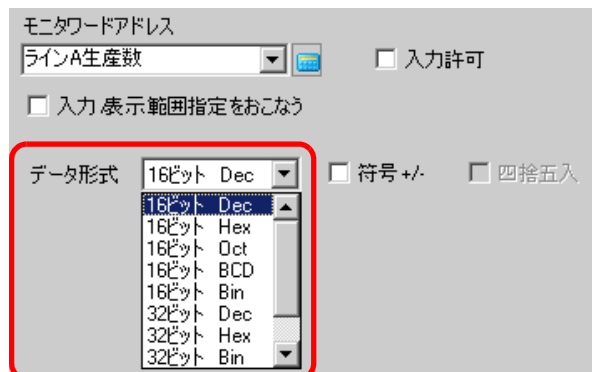 モニタワードアドレス
ラインA生産数
入力許可
入力/表示範囲指定をおこなう
データ形式 16ビット Dec 符号+/- 四捨五入
16ビット Dec
16ビット Hex
16ビット Oct
16ビット BCD
16ビット Bin
32ビット Dec
32ビット Hex
32ビット Bin